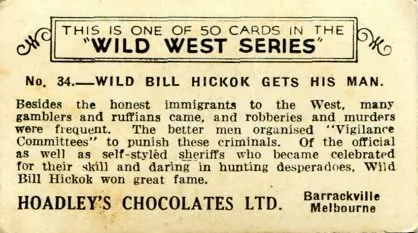 THIS IS ONE OF 50 CARDS IN THE
"WILD WEST SERIES"
No. 34.—WILD BILL HICKOK GETS HIS MAN.
Besides the honest immigrants to the West, many
gamblers and ruffians came, and robberies and murders
were frequent. The better men organised "Vigilance
Committees" to punish these criminals. Of the official
as well as self-stylèd sheriffs who became celebrated
for their skill and daring in hunting desperadoes, Wild
Bill Hickok won great fame.
HOADLEY'S CHOCOLATES LTD. Barrackville
Melbourne